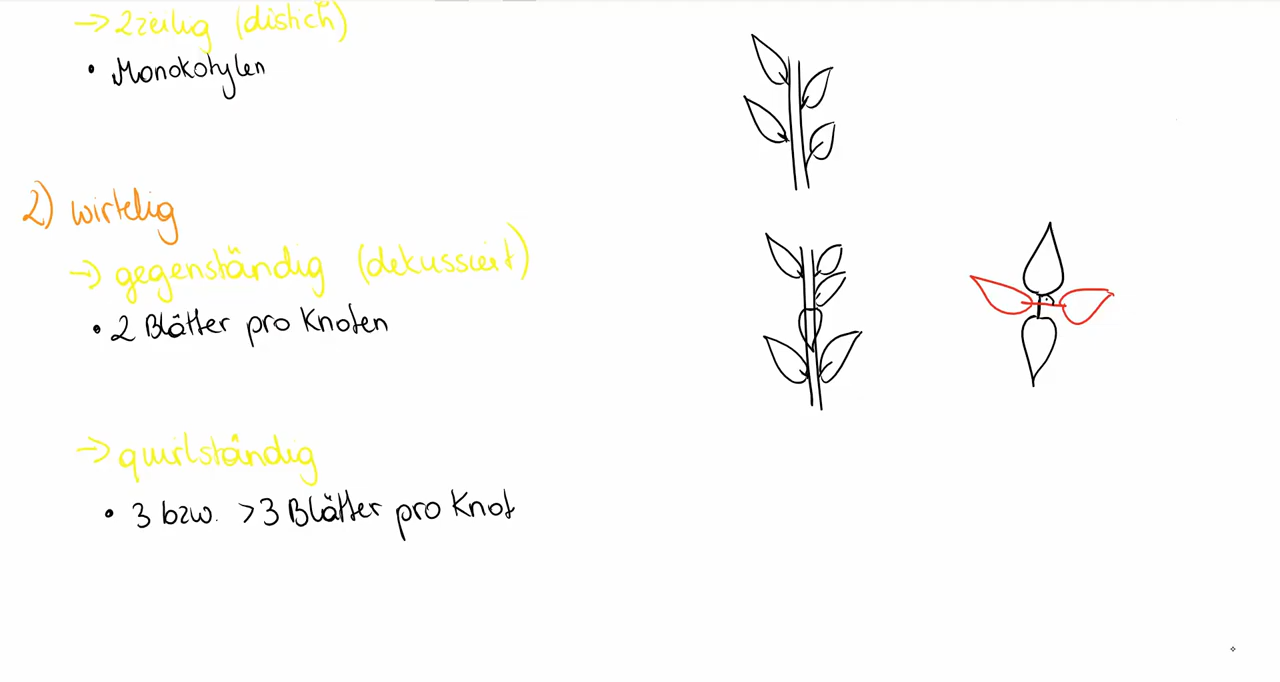 → 2zeilig (distich)
• Monokotylen
2) wirtelig
→ gegenständig (dekussiert)
• 2 Blätter pro Knoten
→ quirlständig
• 3 bzw. >3 Blätter pro Knot